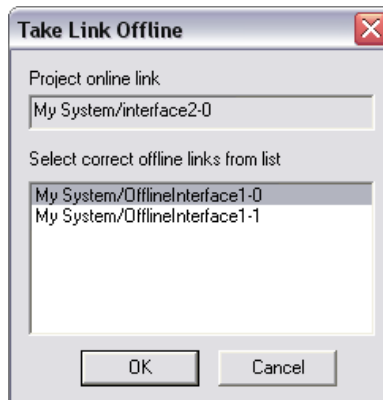 Take Link Offline
Project online link
My System/interface2-0
Select correct offline links from list
My System/OfflineInterface1-0
My System/OfflineInterface1-1
OK
Cancel